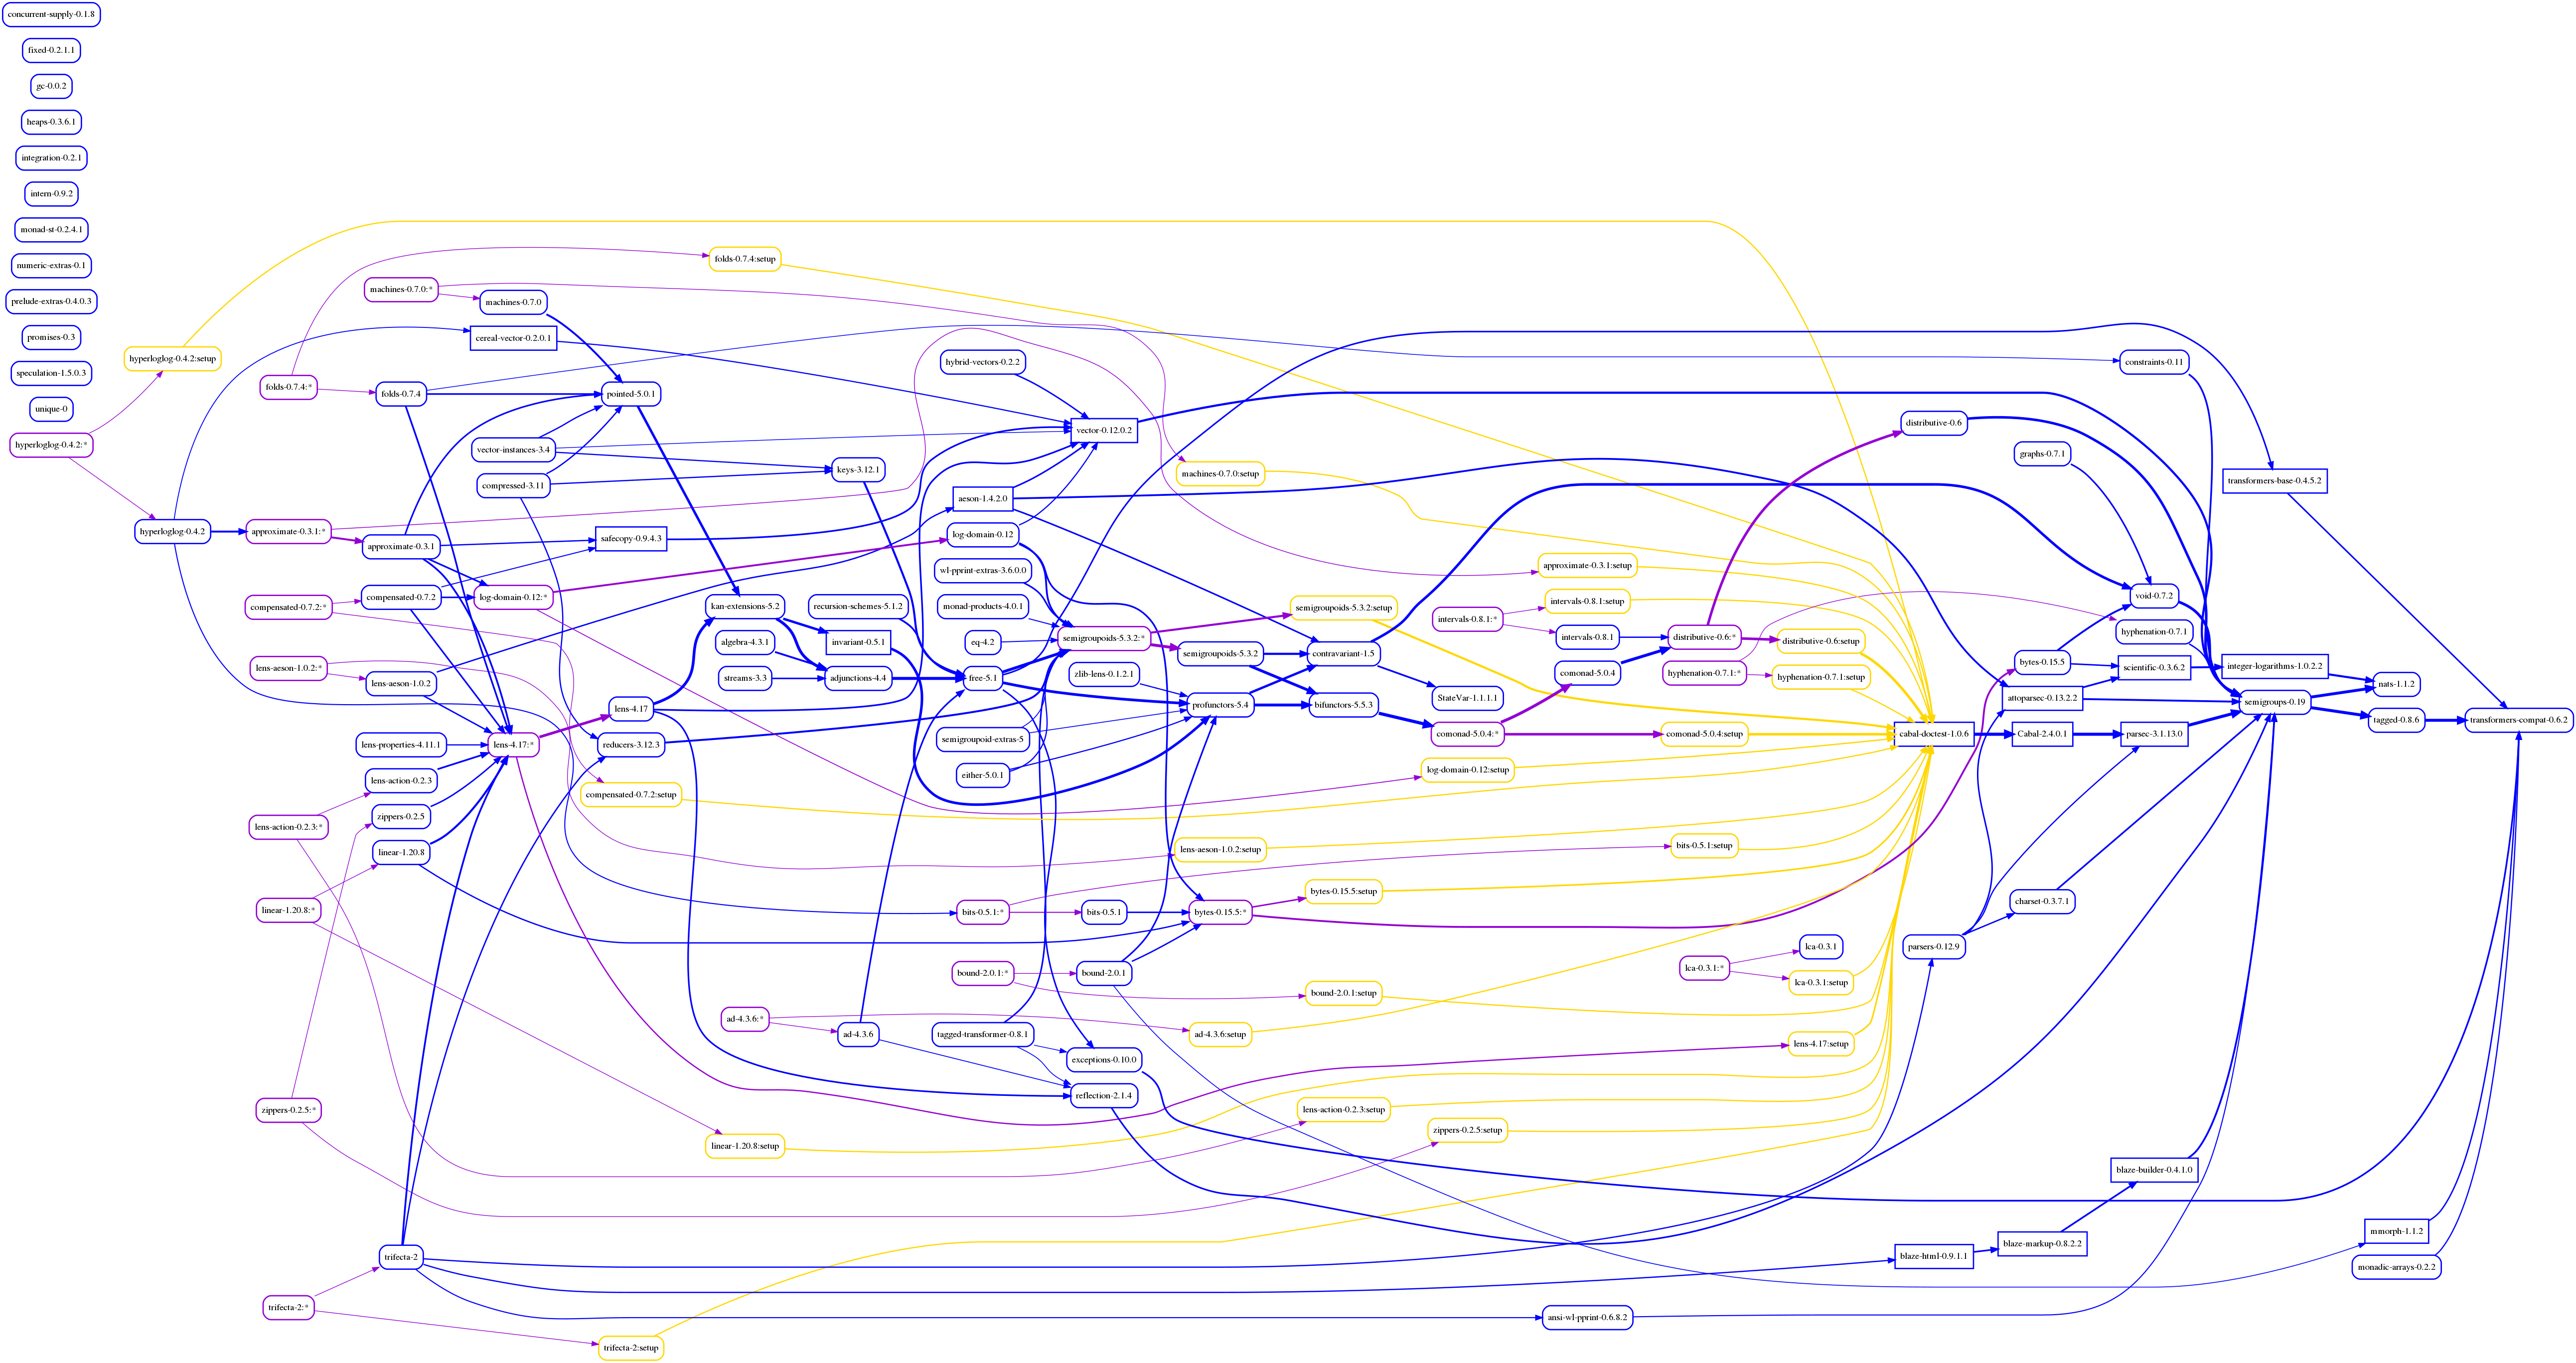 concurrent-supply-0.1.8
fixed-0.2.1.1
gc-0.0.2
heaps-0.3.6.1
integration-0.2.1
intern-0.9.2
monad-st-0.2.4.1
numeric-extras-0.1
prelude-extras-0.4.0.3
promises-0.3
speculation-1.5.0.3
unique-0
hyperloglog-0.4.2:*
hyperloglog-0.4.2:setup
hyperloglog-0.4.2
folds-0.7.4:*
approximate-0.3.1:*
compensated-0.7.2:*
lens-aeson-1.0.2:*
lens-action-0.2.3:*
linear-1.20.8:*
zippers-0.2.5:*
trifecta-2:*
machines-0.7.0:*
folds-0.7.4
approximate-0.3.1
compensated-0.7.2
lens-aeson-1.0.2
lens-properties-4.11.1
lens-action-0.2.3
zippers-0.2.5
linear-1.20.8
trifecta-2
machines-0.7.0
cereal-vector-0.2.0.1
vector-instances-3.4
compressed-3.11
log-domain-0.12:*
lens-4.17:*
pointed-5.0.1
safecopy-0.9.4.3
lens-4.17
reducers-3.12.3
compensated-0.7.2:setup
trifecta-2:setup
folds-0.7.4:setup
kan-extensions-5.2
algebra-4.3.1
streams-3.3
ad-4.3.6:*
linear-1.20.8:setup
keys-3.12.1
recursion-schemes-5.1.2
invariant-0.5.1
adjunctions-4.4
ad-4.3.6
hybrid-vectors-0.2.2
aeson-1.4.2.0
log-domain-0.12
wl-pprint-extras-3.6.0.0
monad-products-4.0.1
eq-4.2
free-5.1
semigroupoid-extras-5
either-5.0.1
bits-0.5.1:*
bound-2.0.1:*
tagged-transformer-0.8.1
vector-0.12.0.2
semigroupoids-5.3.2:*
zlib-lens-0.1.2.1
bits-0.5.1
bound-2.0.1
exceptions-0.10.0
reflection-2.1.4
machines-0.7.0:setup
semigroupoids-5.3.2
profunctors-5.4
lens-aeson-1.0.2:setup
bytes-0.15.5:*
ad-4.3.6:setup
semigroupoids-5.3.2:setup
contravariant-1.5
bifunctors-5.5.3
bytes-0.15.5:setup
bound-2.0.1:setup
lens-action-0.2.3:setup
intervals-0.8.1:*
StateVar-1.1.1.1
comonad-5.0.4:*
log-domain-0.12:setup
zippers-0.2.5:setup
approximate-0.3.1:setup
intervals-0.8.1:setup
intervals-0.8.1
comonad-5.0.4
ansi-wl-pprint-0.6.8.2
distributive-0.6:*
hyphenation-0.7.1:*
comonad-5.0.4:setup
bits-0.5.1:setup
lca-0.3.1:*
distributive-0.6:setup
hyphenation-0.7.1:setup
lca-0.3.1
lca-0.3.1:setup
lens-4.17:setup
distributive-0.6
cabal-doctest-1.0.6
parsers-0.12.9
blaze-html-0.9.1.1
graphs-0.7.1
bytes-0.15.5
attoparsec-0.13.2.2
Cabal-2.4.0.1
charset-0.3.7.1
blaze-markup-0.8.2.2
constraints-0.11
void-0.7.2
hyphenation-0.7.1
scientific-0.3.6.2
parsec-3.1.13.0
blaze-builder-0.4.1.0
transformers-base-0.4.5.2
integer-logarithms-1.0.2.2
semigroups-0.19
nats-1.1.2
tagged-0.8.6
mmorph-1.1.2
monadic-arrays-0.2.2
transformers-compat-0.6.2